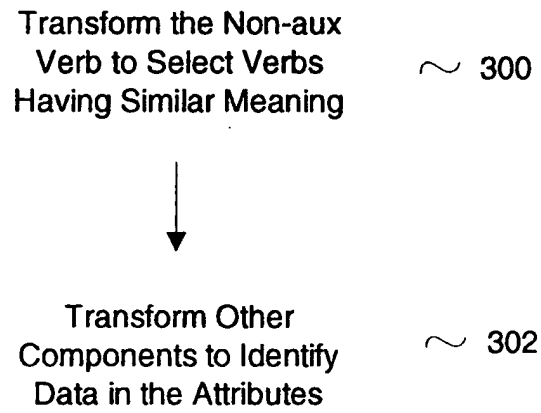 Transform the Non-aux
Verb to Select Verbs
Having Similar Meaning
300
Transform Other
Components to Identify
Data in the Attributes
302